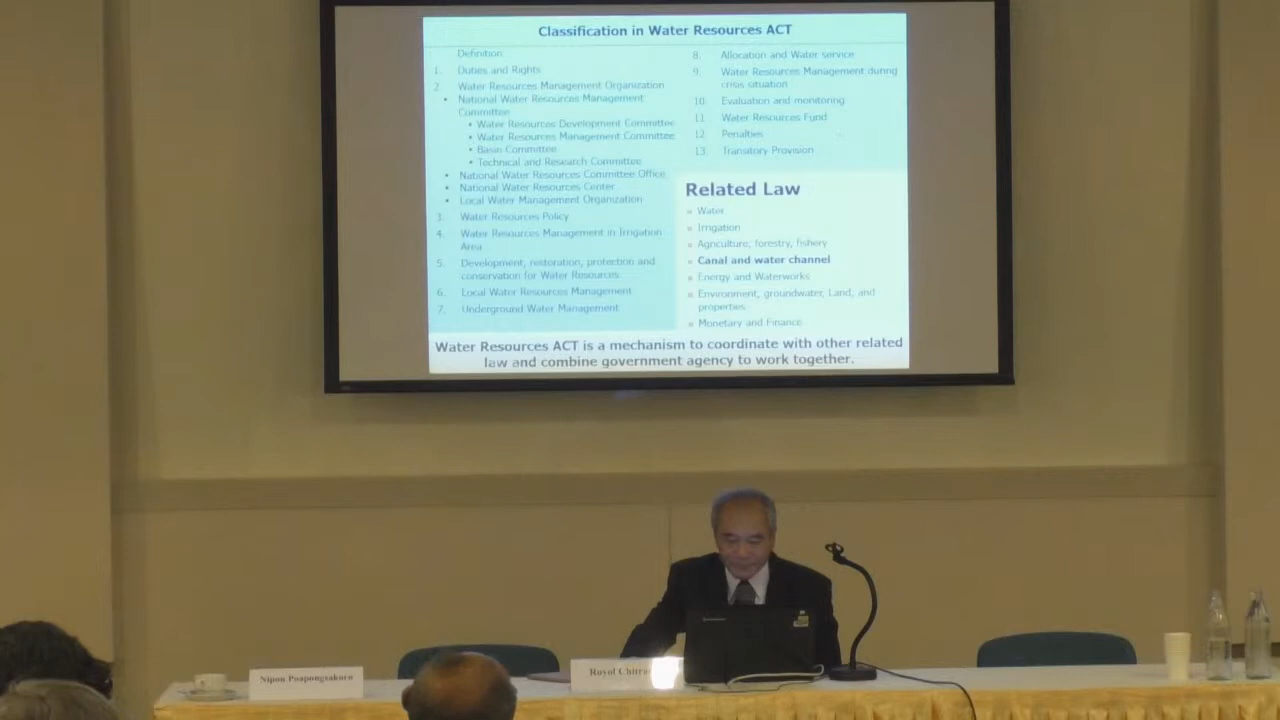 Classification in Water Resources ACT
Definition
1. Duties and Rights
2. Water Resources Management Organization
• National Water Resources Management
Committee
• Water Resources Development Committee
• Water Resources Management Committee
• Basin Committee
• Technical and Research Committee
• National Water Resources Committee Office
• National Water Resources Center
• Local Water Management Organization
3. Water Resources Policy
4. Water Resources Management in Irrigation
Area
5. Development, restoration, protection and
conservation for Water Resources
6. Local Water Resources Management
7. Underground Water Management
8. Allocation and Water service
9. Water Resources Management during
crisis situation
10. Evaluation and monitoring
11. Water Resources Fund
12. Penalties
13. Transitory Provision
Related Law
Water
Irrigation
Agriculture, forestry, fishery
Canal and water channel
Energy and Waterworks
Environment, groundwater, Land, and
properties
Monetary and Finance
Water Resources ACT is a mechanism to coordinate with other related
law and combine government agency to work together.
Nipon Poapongsakorn
Royol